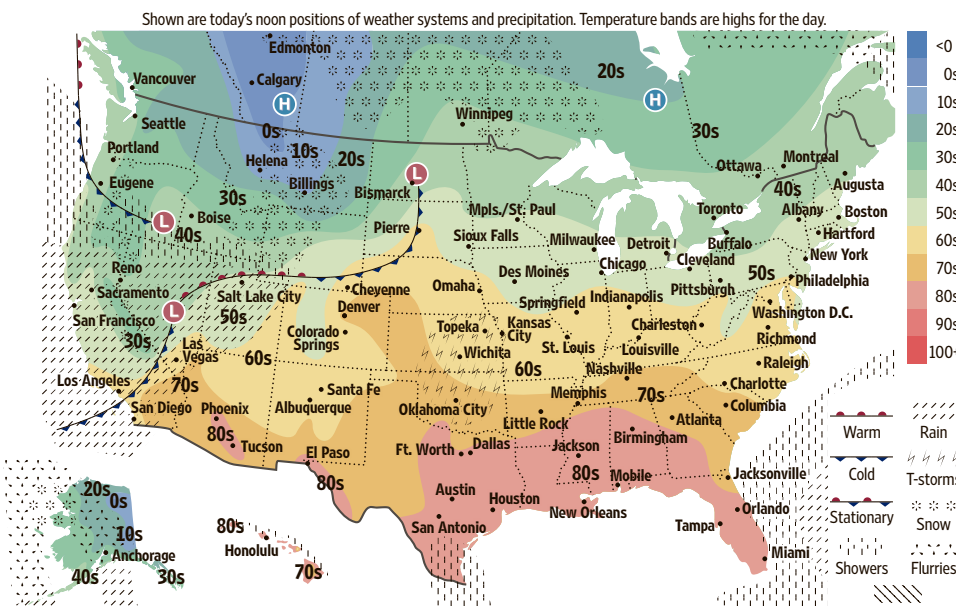 Shown are today's noon positions of weather systems and precipitation. Temperature bands are highs for the day.
Edmonton
<0
Vancouver
Calgary
20s
0s
H
H
10s
Seattle
Winnipeg
20s
0s
30s
Portland
10s
30s
Helena
20s
Ottawa
Montreal
Eugene
Billings
Bismarck
L
40s
Augusta
40s
30s
L
Boise
Pierre
Mpls./St. Paul
Toronto
Albany
Boston
50s
40s
Sioux Falls
Milwaukee
Detroit
Buffalo
Hartford
60s
Reno
Chicago
Cleveland
New York
Sacramento
Salt Lake City
Cheyenne
Omaha
Des Moines
Pittsburgh
50s
Philadelphia
70s
San Francisco
L
50s
Denver
Springfield
Indianapolis
Washington D.C.
80s
30s
Colorado
Springs
Topeka
Kansas
City
Charleston
Richmond
90s
Las
Vegas
60s
Wichita
St. Louis
Louisville
Raleigh
100+
Los Angeles
70s
Santa Fe
60s
Nashville
Charlotte
San Diego
Phoenix
Albuquerque
Oklahoma City
Memphis
70s
Columbia
80s
Little Rock
Atlanta
Tucson
El Paso
Ft. Worth
Dallas
Jackson
Birmingham
Warm
Rain
80s
80s
Mobile
Jacksonville
Cold
T-storms
20s
0s
Austin
Houston
New Orleans
Orlando
Stationary
Snow
10s
80s
San Antonio
Tampa
Anchorage
Honolulu
Miami
40s
30s
70s
Showers
Flurries